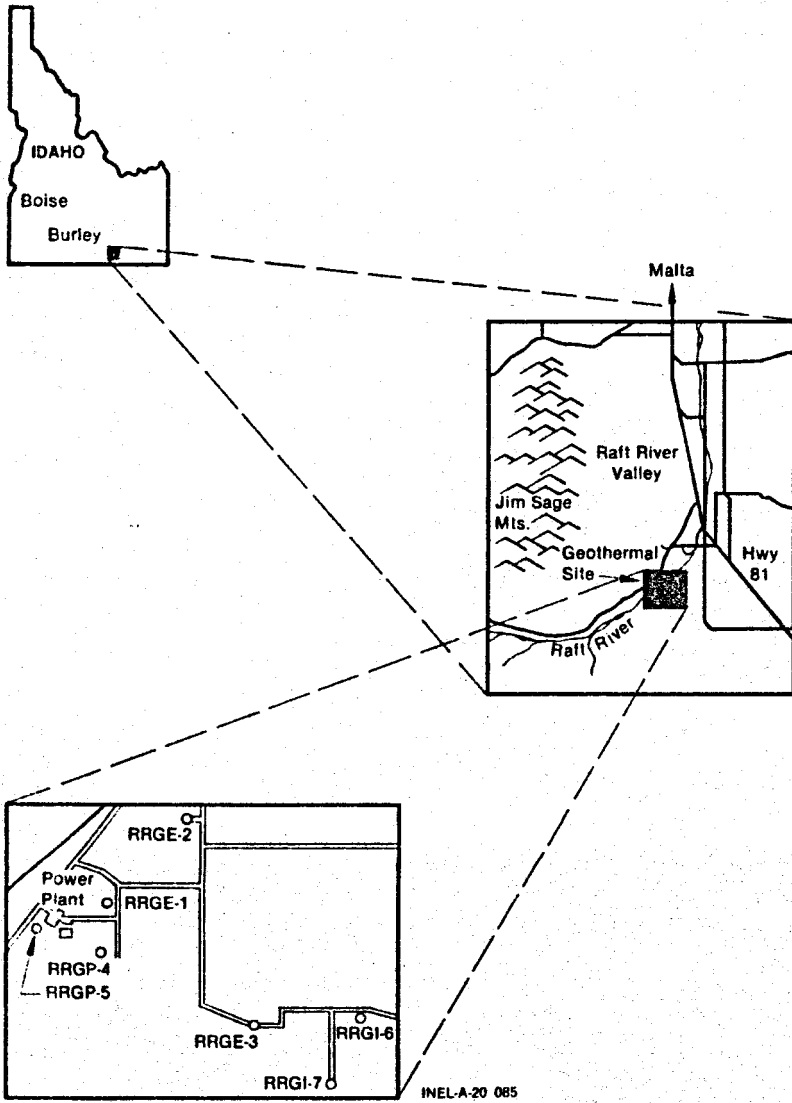 IDAHO
Boise
Burley
Malta
Raft River
Valley
Jim Sage
Mts.
Geothermal
Site
Hwy
81
Raft River
RRGE-2
Power
Plant
RRGE-1
RRGP-4
RRGP-5
RRGE-3
RRGI-6
RRGI-7
INEL-A-20 085